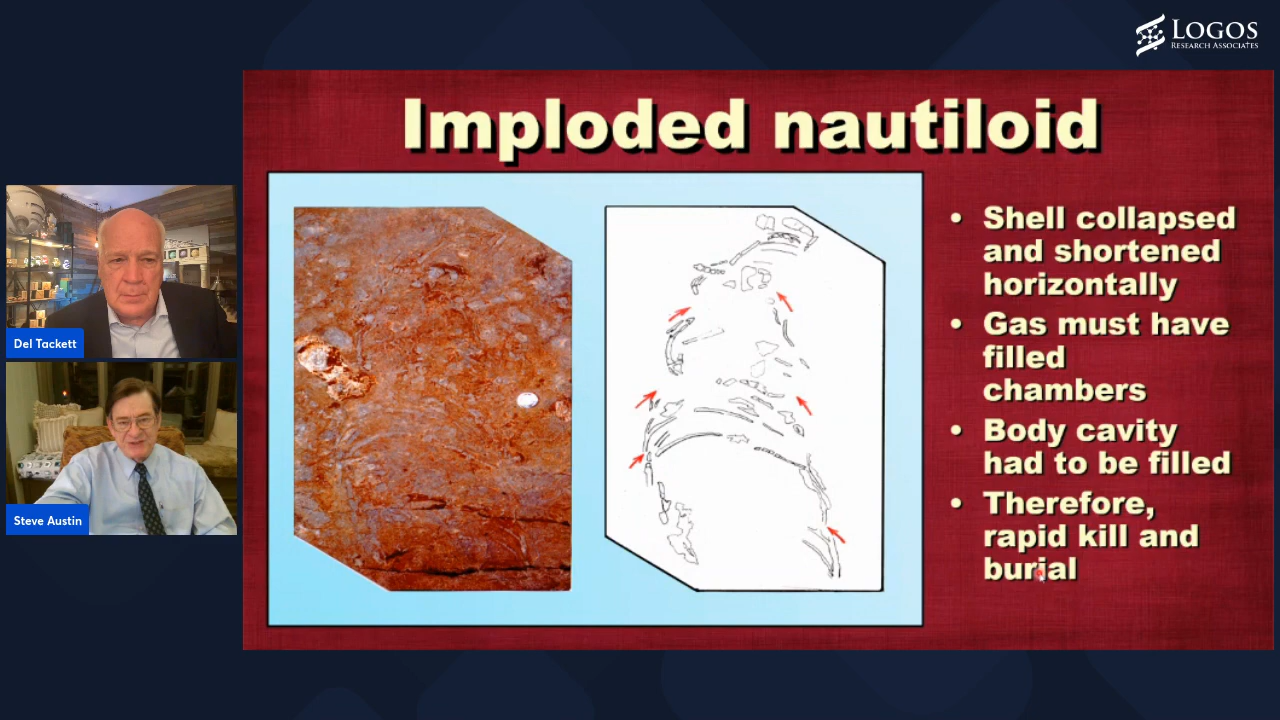 LOGOS
RESEARCH ASSOCIATES
Imploded nautiloid
• Shell collapsed
and shortened
horizontally
• Gas must have
filled
chambers
• Body cavity
had to be filled
• Therefore,
rapid kill and
burial
Del Tackett
Steve Austin